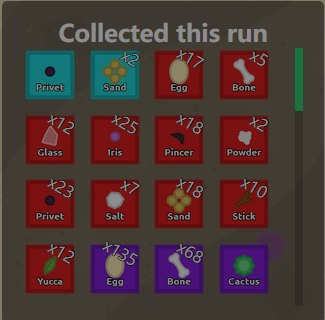 Collected this run
x2 x17 x5
Privet Sand Egg Bone
x12 x25 x18 x2
Glass Iris Pincer Powder
x23 x7 x18 x10
Privet Salt Sand Stick
x12 x135 x68
Yucca Egg Bone Cactus